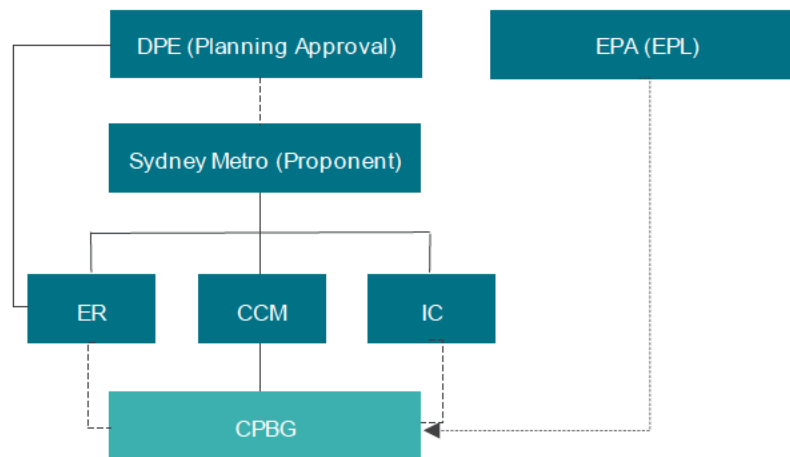 DPE (Planning Approval)
EPA (EPL)
Sydney Metro (Proponent)
ER
CCM
IC
CPBG